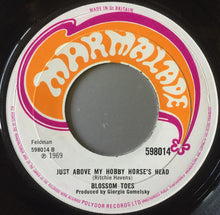 MADE IN BRITAIN
MARMALADE
Feldman
598014 B
℗ 1969
598014
JUST ABOVE MY HOBBY HORSE'S HEAD
(Ritchie Havens)
BLOSSOM TOES
Produced by Giorgio Gomelsky
POLYDOR RECORDS LTD